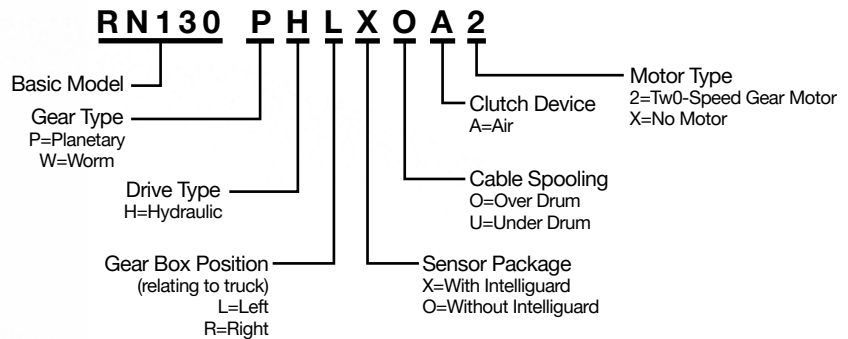 RN130 P H L X O A 2
Basic Model
Gear Type
P=Planetary
W=Worm
Drive Type
H=Hydraulic
Gear Box Position
(relating to truck)
L=Left
R=Right
Sensor Package
X=With Intelliguard
O=Without Intelliguard
Cable Spooling
O=Over Drum
U=Under Drum
Clutch Device
A=Air
Motor Type
2=Tw0-Speed Gear Motor
X=No Motor